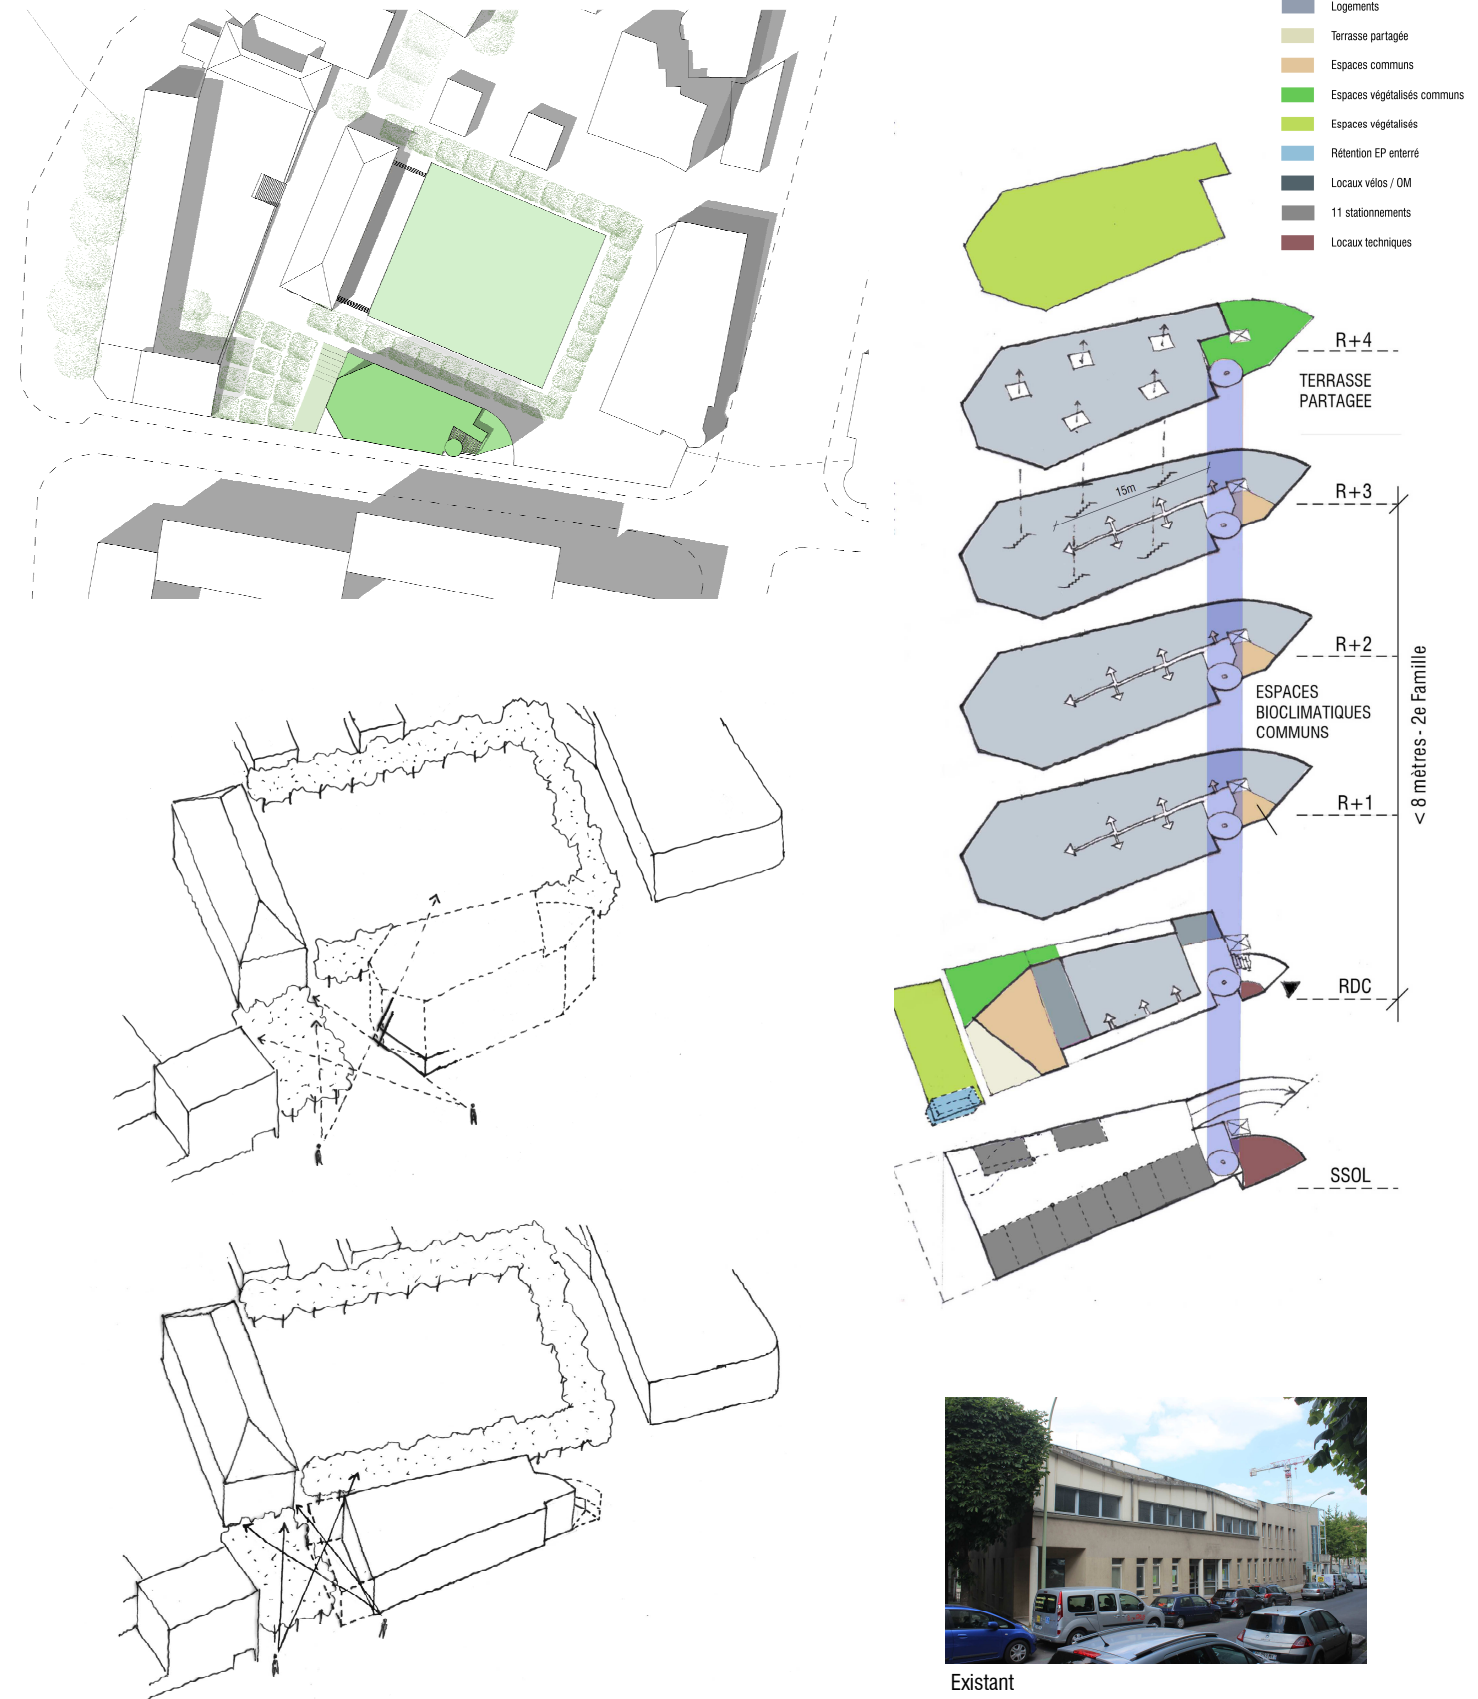 Logements
Terrasse partagée
Espaces communs
Espaces végétalisés communs
Espaces végétalisés
Rétention EP enterré
Locaux vélos / OM
11 stationnements
Locaux techniques
R+4
TERRASSE
PARTAGEE
R+3
15m
R+2
ESPACES
BIOCLIMATIQUES
COMMUNS
< 8 mètres - 2e Famille
R+1
RDC
SSOL
Existant